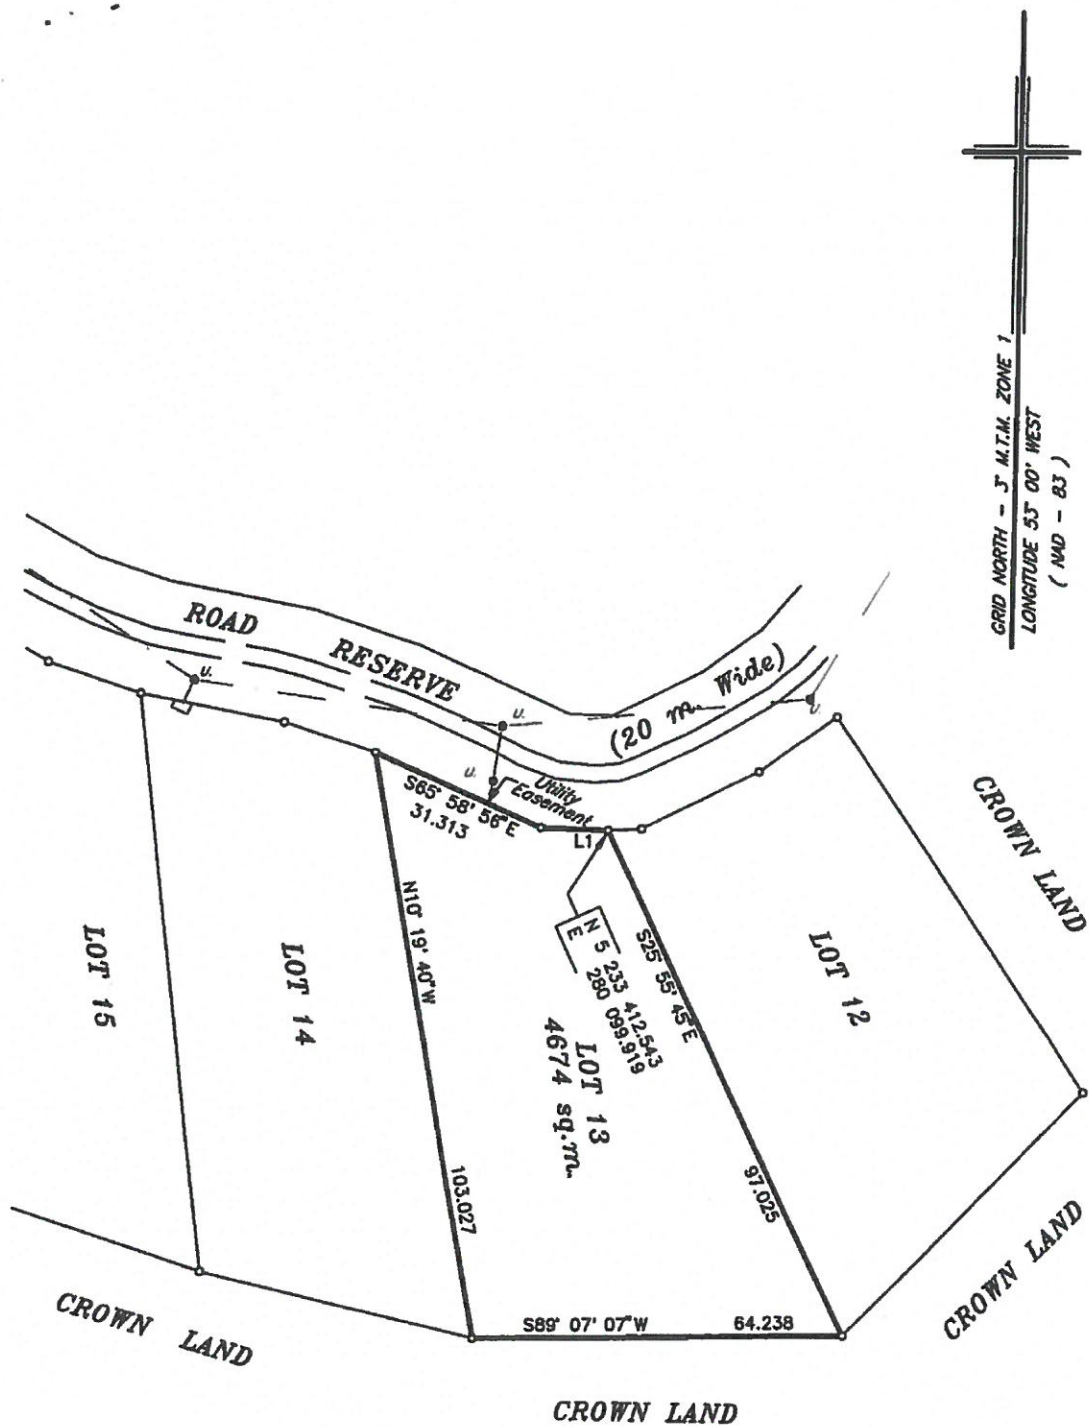 GRID NORTH - 3° M.T.M. ZONE 1
LONGITUDE 53° 00' WEST
( NAD - 83 )
ROAD RESERVE (20 m. Wide)
u.
u.
u.
u.
Utility
Easement
S65° 58' 56"E
31.313
L1
N 5 233 412.543
E 280 099.919
S25° 55' 45"E
97.025
N10° 19' 40"W
103.027
LOT 15
LOT 14
LOT 13
4674 sq.m.
LOT 12
CROWN LAND
CROWN LAND
S89° 07' 07"W 64.238
CROWN LAND
CROWN LAND